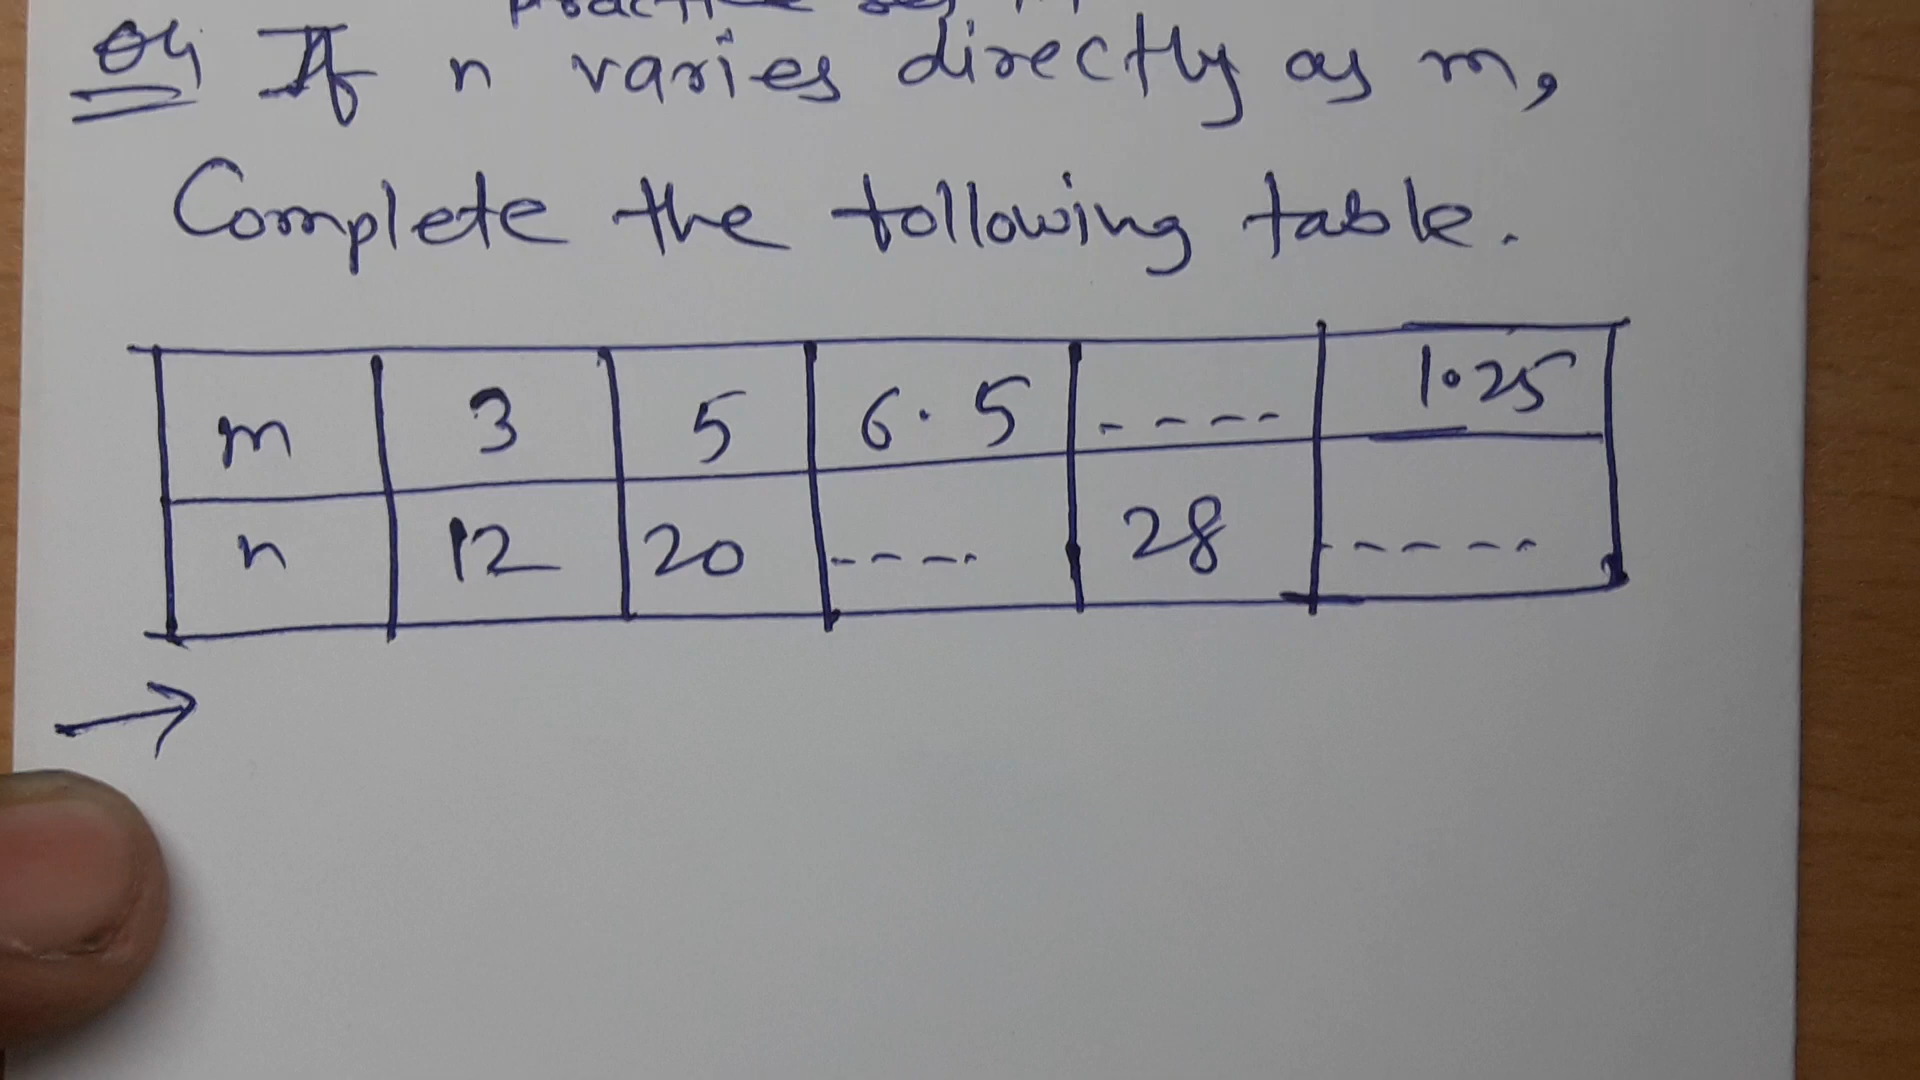 Q4 If n varies directly as m,
Complete the following table.
m 3 5 6.5 ---- 1.25
n 12 20 ---- 28 -----